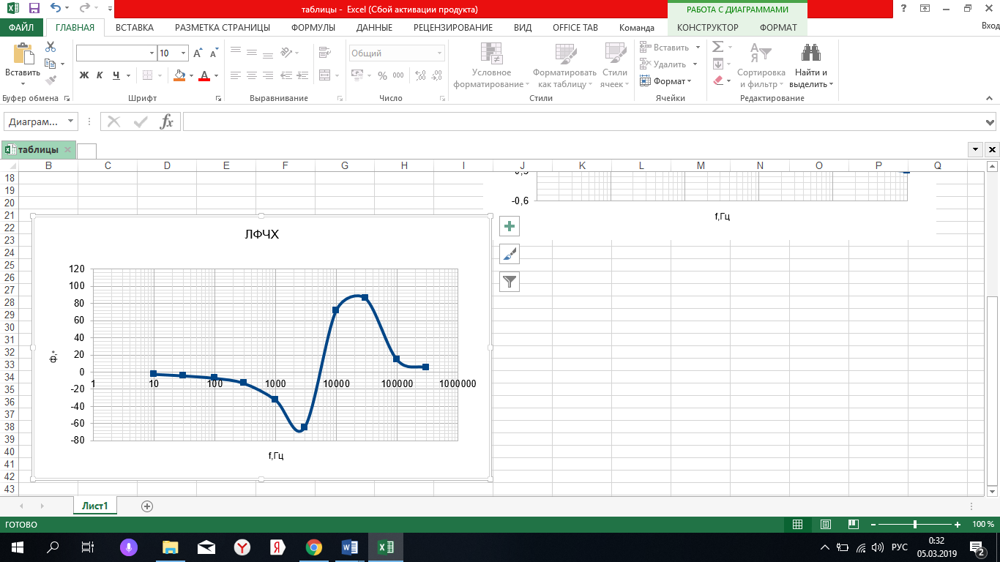 таблицы - Excel (Сбой активации продукта)
РАБОТА С ДИАГРАММАМИ
?
ФАЙЛ ГЛАВНАЯ ВСТАВКА РАЗМЕТКА СТРАНИЦЫ ФОРМУЛЫ ДАННЫЕ РЕЦЕНЗИРОВАНИЕ ВИД OFFICE TAB Команда КОНСТРУКТОР ФОРМАТ Вход
Вставить
Буфер обмена
10
Ж К Ч
Шрифт
Выравнивание
Общий
% 000
Число
Условное форматирование
Форматировать как таблицу
Стили ячеек
Стили
Вставить
Удалить
Формат
Ячейки
Сортировка и фильтр
Найти и выделить
Редактирование
Диаграм...
fx
таблицы
B C D E F G H I J K L M N O P Q
18
19
20
21
22
23
24
25
26
27
28
29
30
31
32
33
34
35
36
37
38
39
40
41
42
43
-0,6
f,Гц
ЛФЧХ
120
100
80
60
40
20
0
-20
-40
-60
-80
1 10 100 1000 10000 100000 1000000
f,Гц
Лист1
ГОТОВО
100 %
РУС
0:32
05.03.2019
2